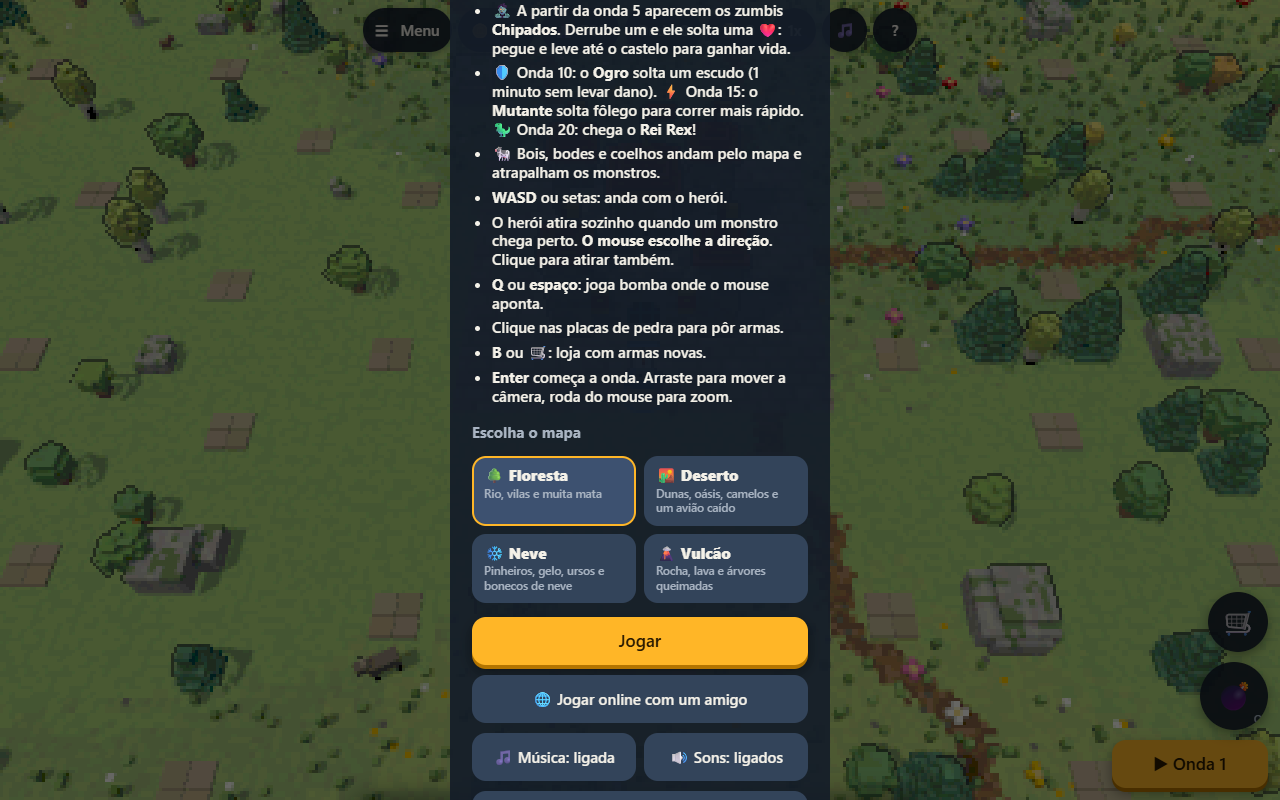 Menu
?
A partir da onda 5 aparecem os zumbis
Chipados. Derrube um e ele solta uma ❤️:
pegue e leve até o castelo para ganhar vida.
Onda 10: o Ogro solta um escudo (1
minuto sem levar dano). ⚡ Onda 15: o
Mutante solta fôlego para correr mais rápido.
Onda 20: chega o Rei Rex!
Bois, bodes e coelhos andam pelo mapa e
atrapalham os monstros.
WASD ou setas: anda com o herói.
O herói atira sozinho quando um monstro
chega perto. O mouse escolhe a direção.
Clique para atirar também.
Q ou espaço: joga bomba onde o mouse
aponta.
Clique nas placas de pedra para pôr armas.
B ou 🛒: loja com armas novas.
Enter começa a onda. Arraste para mover a
câmera, roda do mouse para zoom.
Escolha o mapa
Floresta
Rio, vilas e muita mata
Deserto
Dunas, oásis, camelos e
um avião caído
Neve
Pinheiros, gelo, ursos e
bonecos de neve
Vulcão
Rocha, lava e árvores
queimadas
Jogar
Jogar online com um amigo
Música: ligada
Sons: ligados
▶ Onda 1